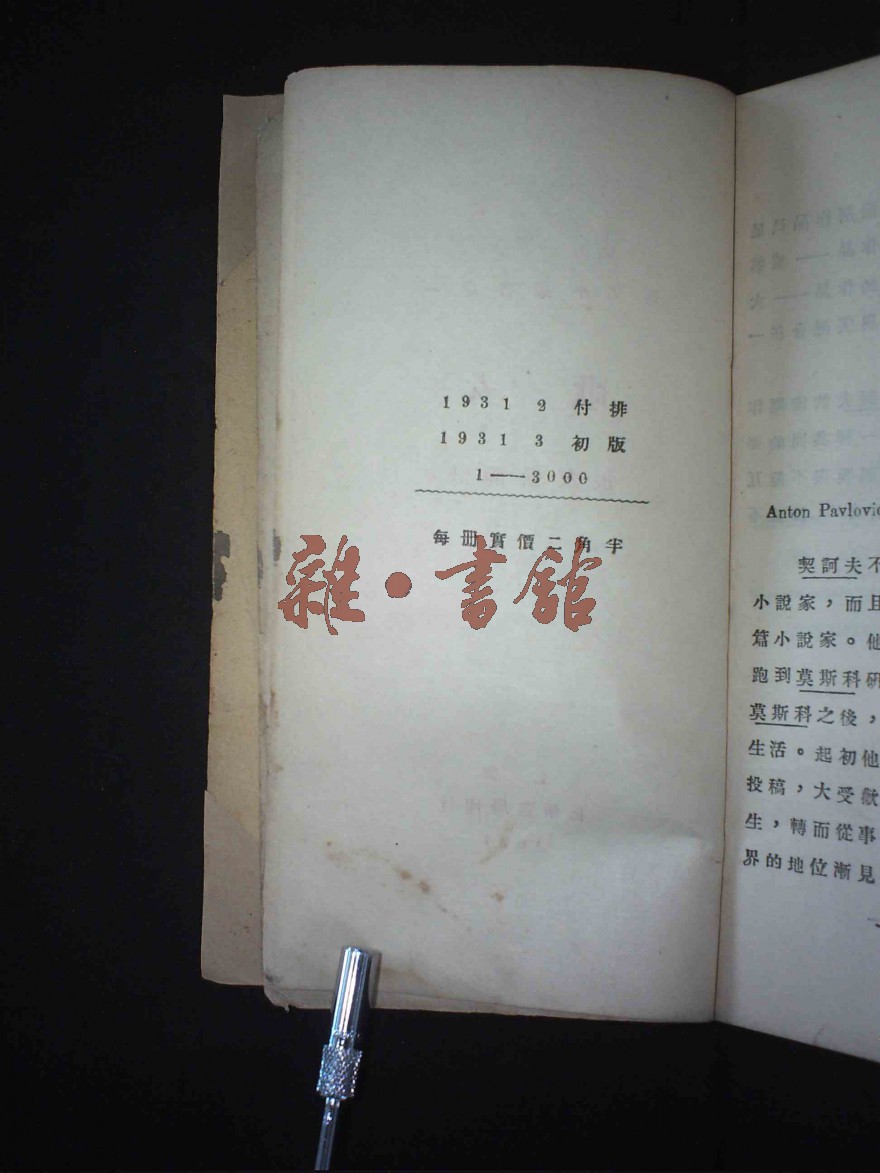 1931 2 付排
1931 3 初版
1——3000
每册實價二角半
雜·書舘
Anton Pavlovic
契訶夫不
小說家，而且
篇小說家。他
跑到莫斯科研
莫斯科之後，
生活。起初他
投稿，大受歡
生，轉而從事
界的地位漸見